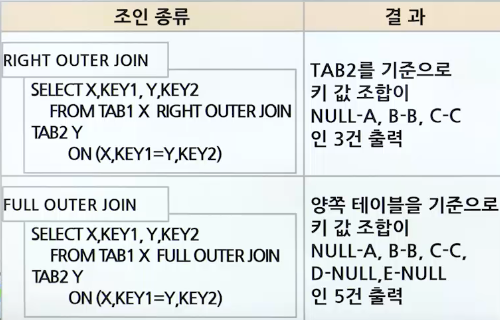 조인 종류
결 과
RIGHT OUTER JOIN
SELECT X,KEY1, Y,KEY2
FROM TAB1 X RIGHT OUTER JOIN
TAB2 Y
ON (X,KEY1=Y,KEY2)
TAB2를 기준으로
키 값 조합이
NULL-A, B-B, C-C
인 3건 출력
FULL OUTER JOIN
SELECT X,KEY1, Y,KEY2
FROM TAB1 X FULL OUTER JOIN
TAB2 Y
ON (X,KEY1=Y,KEY2)
양쪽 테이블을 기준으로
키 값 조합이
NULL-A, B-B, C-C,
D-NULL,E-NULL
인 5건 출력